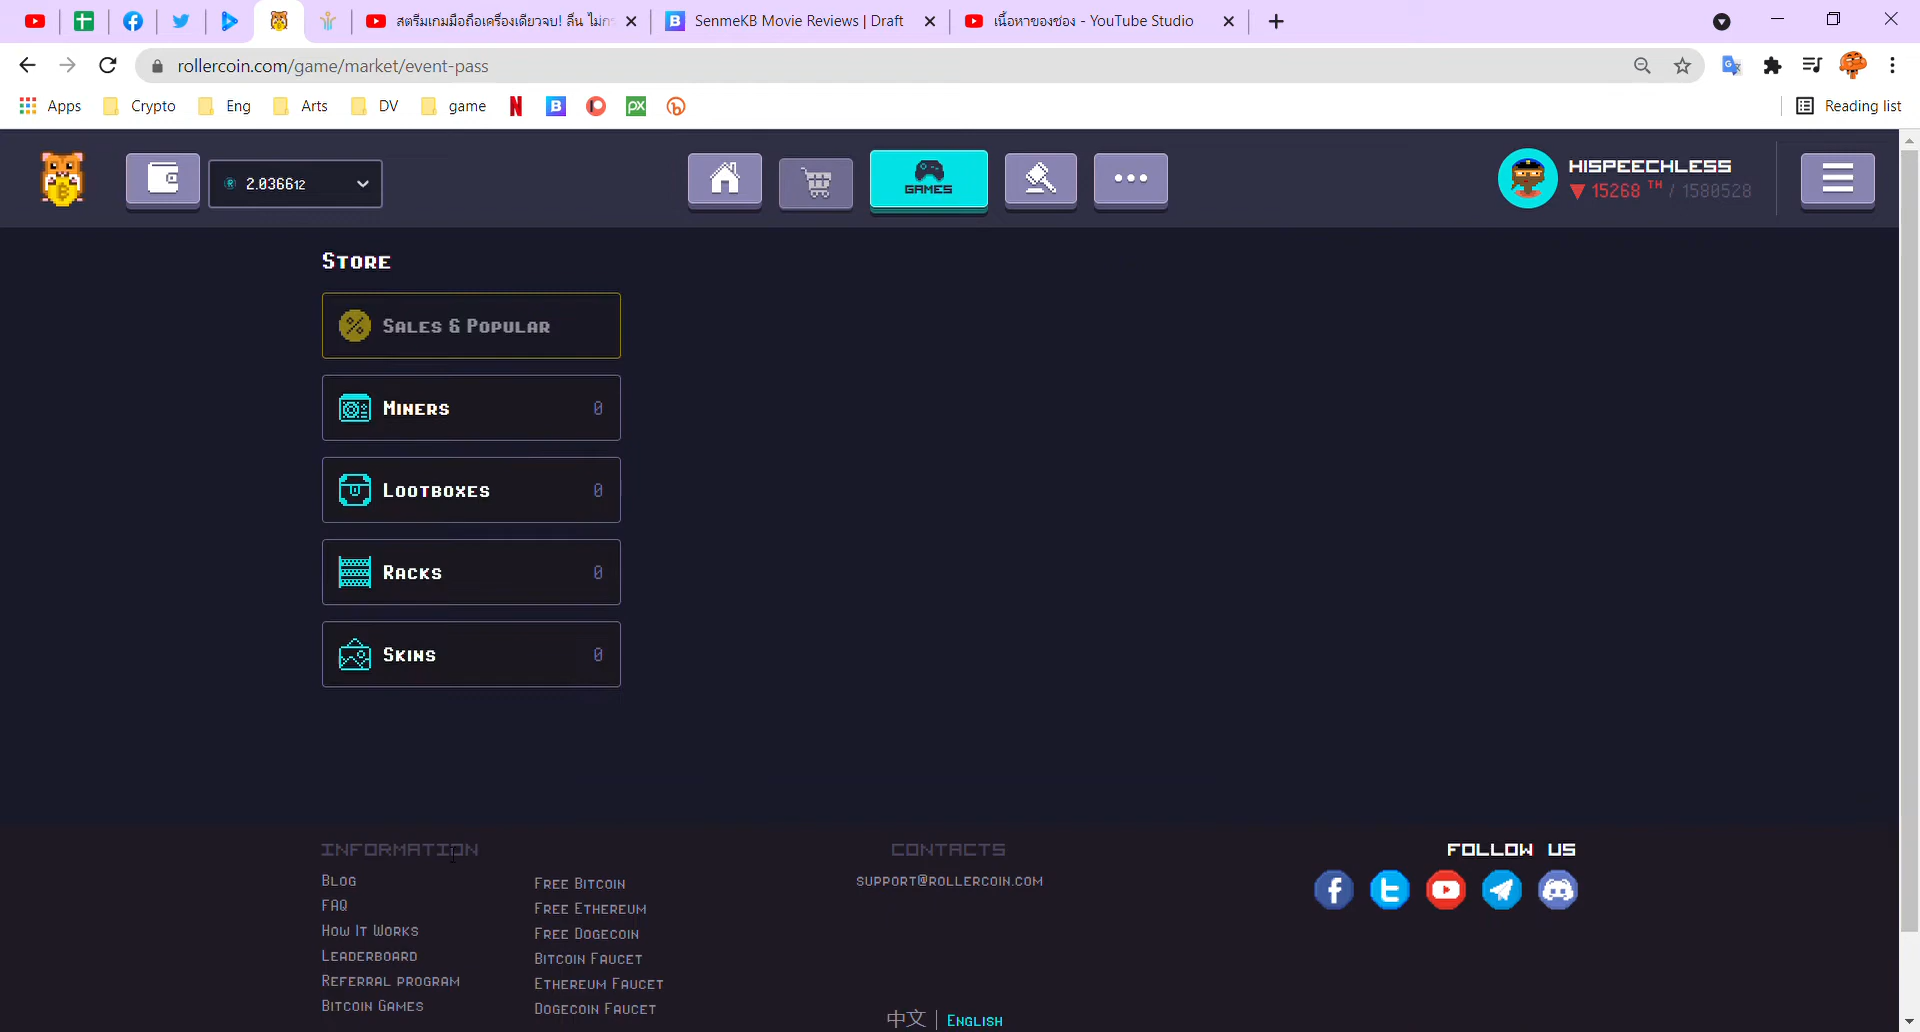 สตรีมเกมมือถือเครื่องเดียวจบ! ลื่น ไม่กร
SenmeKB Movie Reviews | Draft
เนื้อหาของช่อง - YouTube Studio
rollercoin.com/game/market/event-pass
Apps
Crypto
Eng
Arts
DV
game
Reading list
2.036612
GAMES
HISPEECHLESS
15268 TH / 1580528
STORE
SALES & POPULAR
MINERS 0
LOOTBOXES 0
RACKS 0
SKINS 0
INFORMATION
BLOG
FAQ
HOW IT WORKS
LEADERBOARD
REFERRAL PROGRAM
BITCOIN GAMES
FREE BITCOIN
FREE ETHEREUM
FREE DOGECOIN
BITCOIN FAUCET
ETHEREUM FAUCET
DOGECOIN FAUCET
CONTACTS
SUPPORT@ROLLERCOIN.COM
中文 | ENGLISH
FOLLOW US